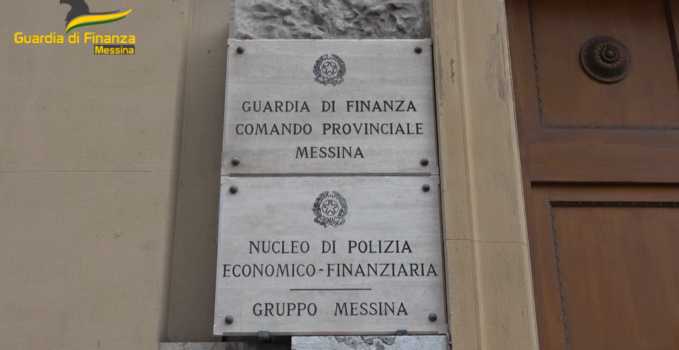 Guardia di Finanza
Messina
GUARDIA DI FINANZA
COMANDO PROVINCIALE
MESSINA
NUCLEO DI POLIZIA
ECONOMICO-FINANZIARIA
GRUPPO MESSINA